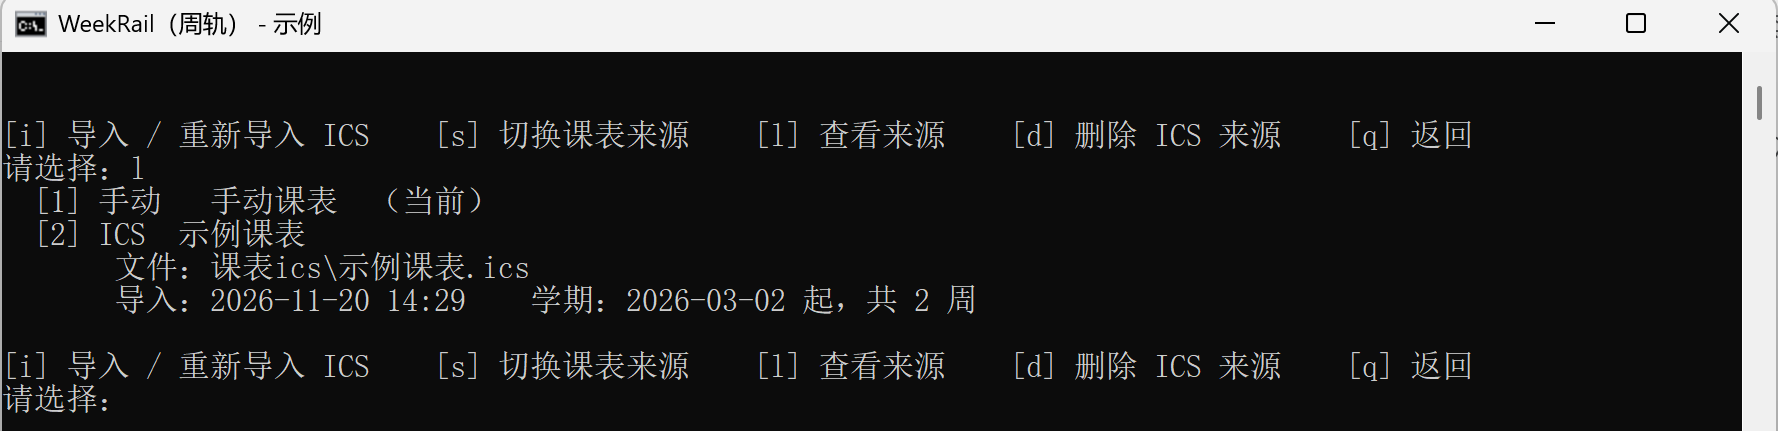 WeekRail（周轨） - 示例
[i] 导入 / 重新导入 ICS    [s] 切换课表来源    [l] 查看来源    [d] 删除 ICS 来源    [q] 返回
请选择：l
  [1] 手动   手动课表  （当前）
  [2] ICS  示例课表
       文件：课表ics\示例课表.ics
       导入：2026-11-20 14:29    学期：2026-03-02 起，共 2 周
[i] 导入 / 重新导入 ICS    [s] 切换课表来源    [l] 查看来源    [d] 删除 ICS 来源    [q] 返回
请选择：